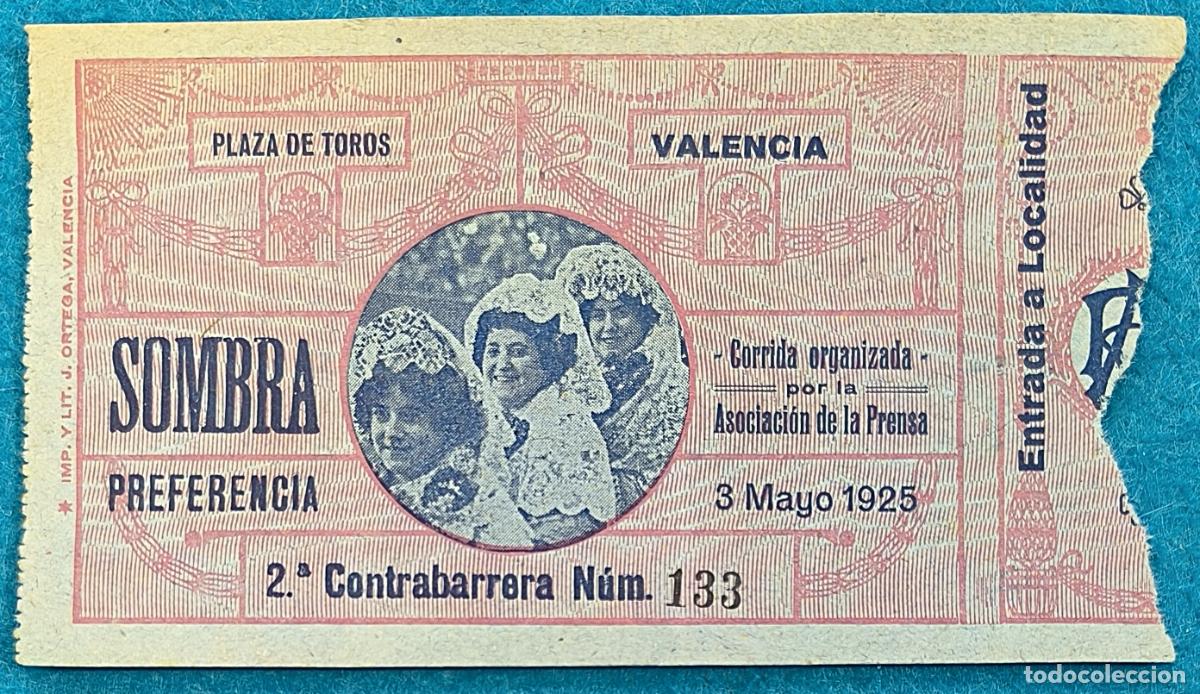 PLAZA DE TOROS
VALENCIA
SOMBRA
PREFERENCIA
- Corrida organizada -
por la
Asociación de la Prensa
3 Mayo 1925
2.ª Contrabarrera Núm. 133
Entrada a Localidad
* IMP. Y LIT. J. ORTEGA, VALENCIA
todocoleccion